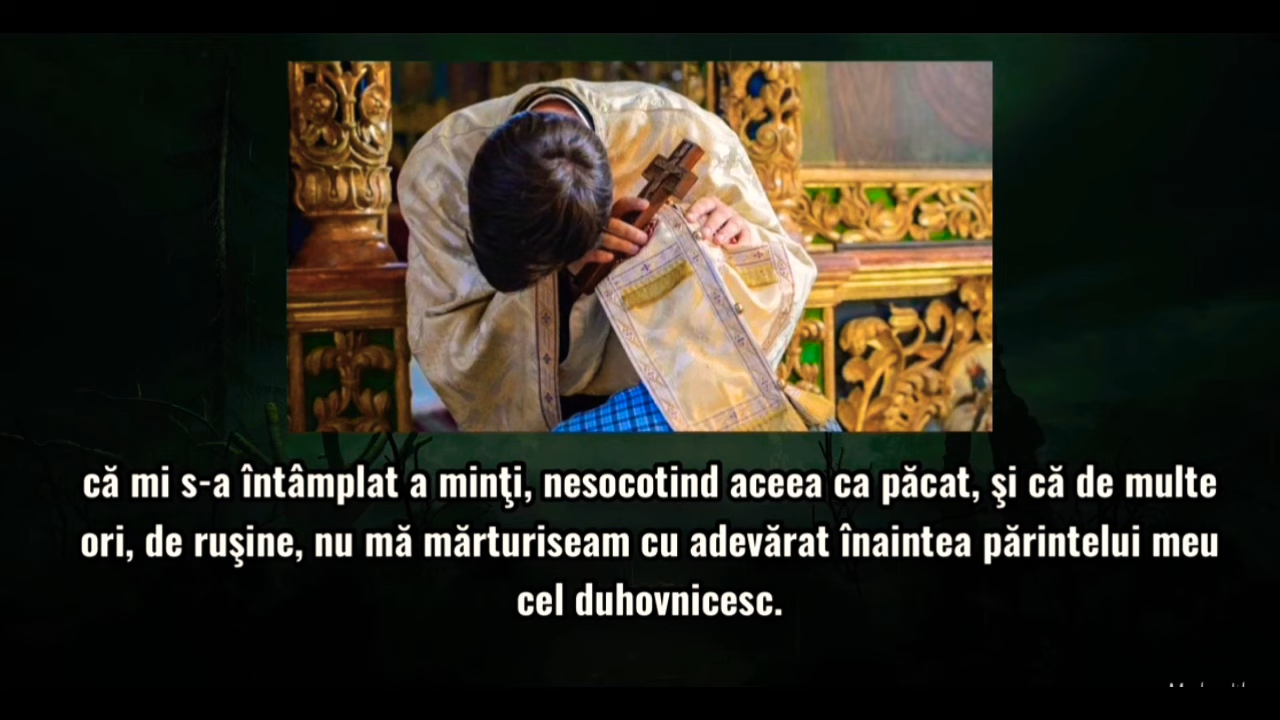 că mi s-a întâmplat a minţi, nesocotind aceea ca păcat, şi că de multe
ori, de ruşine, nu mă mărturiseam cu adevărat înaintea părintelui meu
cel duhovnicesc.